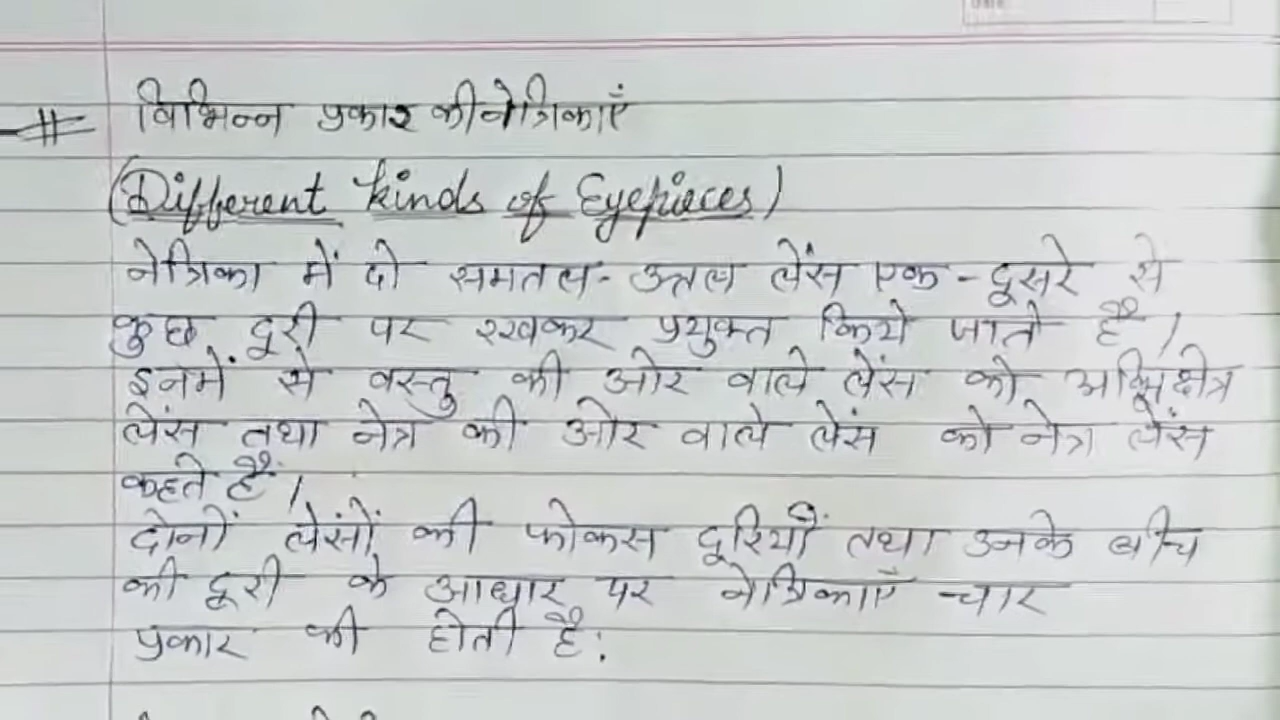 विभिन्न प्रकार की नेत्रिकाएँ
(Different kinds of Eyepieces)
नेत्रिका में दो समतल-उत्तल लेंस एक-दूसरे से
कुछ दूरी पर रखकर प्रयुक्त किये जाते हैं।
इनमें से वस्तु की ओर वाले लेंस को अभिक्षेत्र
लेंस तथा नेत्र की ओर वाले लेंस को नेत्र लेंस
कहते हैं।
दोनों लेंसों की फोकस दूरियाँ तथा उनके बीच
की दूरी के आधार पर नेत्रिकाएँ चार
प्रकार की होती है: